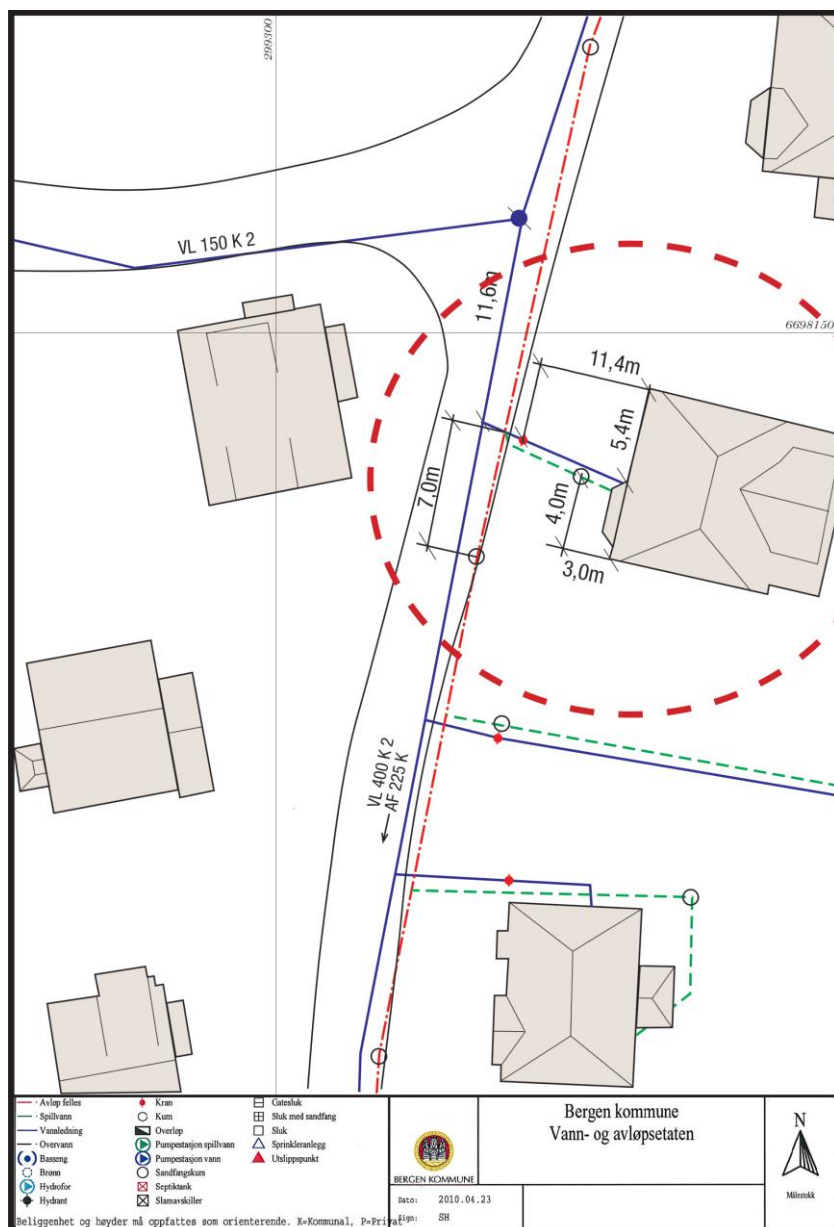 299300
VL 150 K 2
11,6m
6698150
11,4m
5,4m
7,0m
4,0m
3,0m
VL 400 K 2
AF 225 K
Avløp felles
Spillvann
Vannledning
Overvann
Basseng
Brønn
Hydrofor
Hydrant
Kran
Kum
Overløp
Pumpestasjon spillvann
Pumpestasjon vann
Sandfangskum
Septiktank
Slamavskiller
Gatesluk
Sluk med sandfang
Sluk
Sprinkleranlegg
Utslippspunkt
Beliggenhet og høyder må oppfattes som orienterende. K=Kommunal, P=Privat
BERGEN KOMMUNE
Bergen kommune
Vann- og avløpsetaten
Dato: 2010.04.23
Sign: SH
N
Målestokk